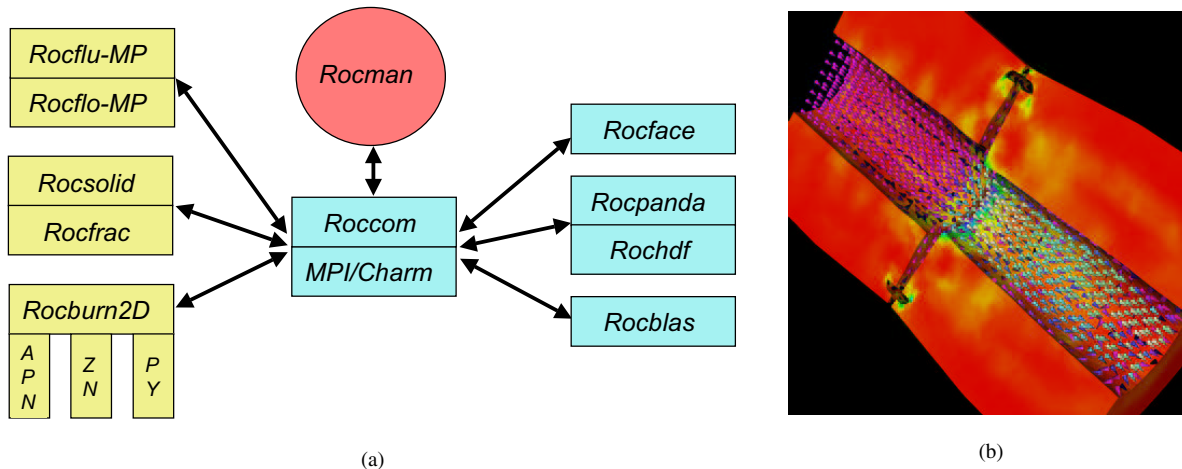 Rocflu-MP
Rocflo-MP
Rocsolid
Rocfrac
Rocburn2D
A
P
N
Z
N
P
Y
Rocman
Roccom
MPI/Charm
Rocface
Rocpanda
Rochdf
Rocblas
(a)
(b)